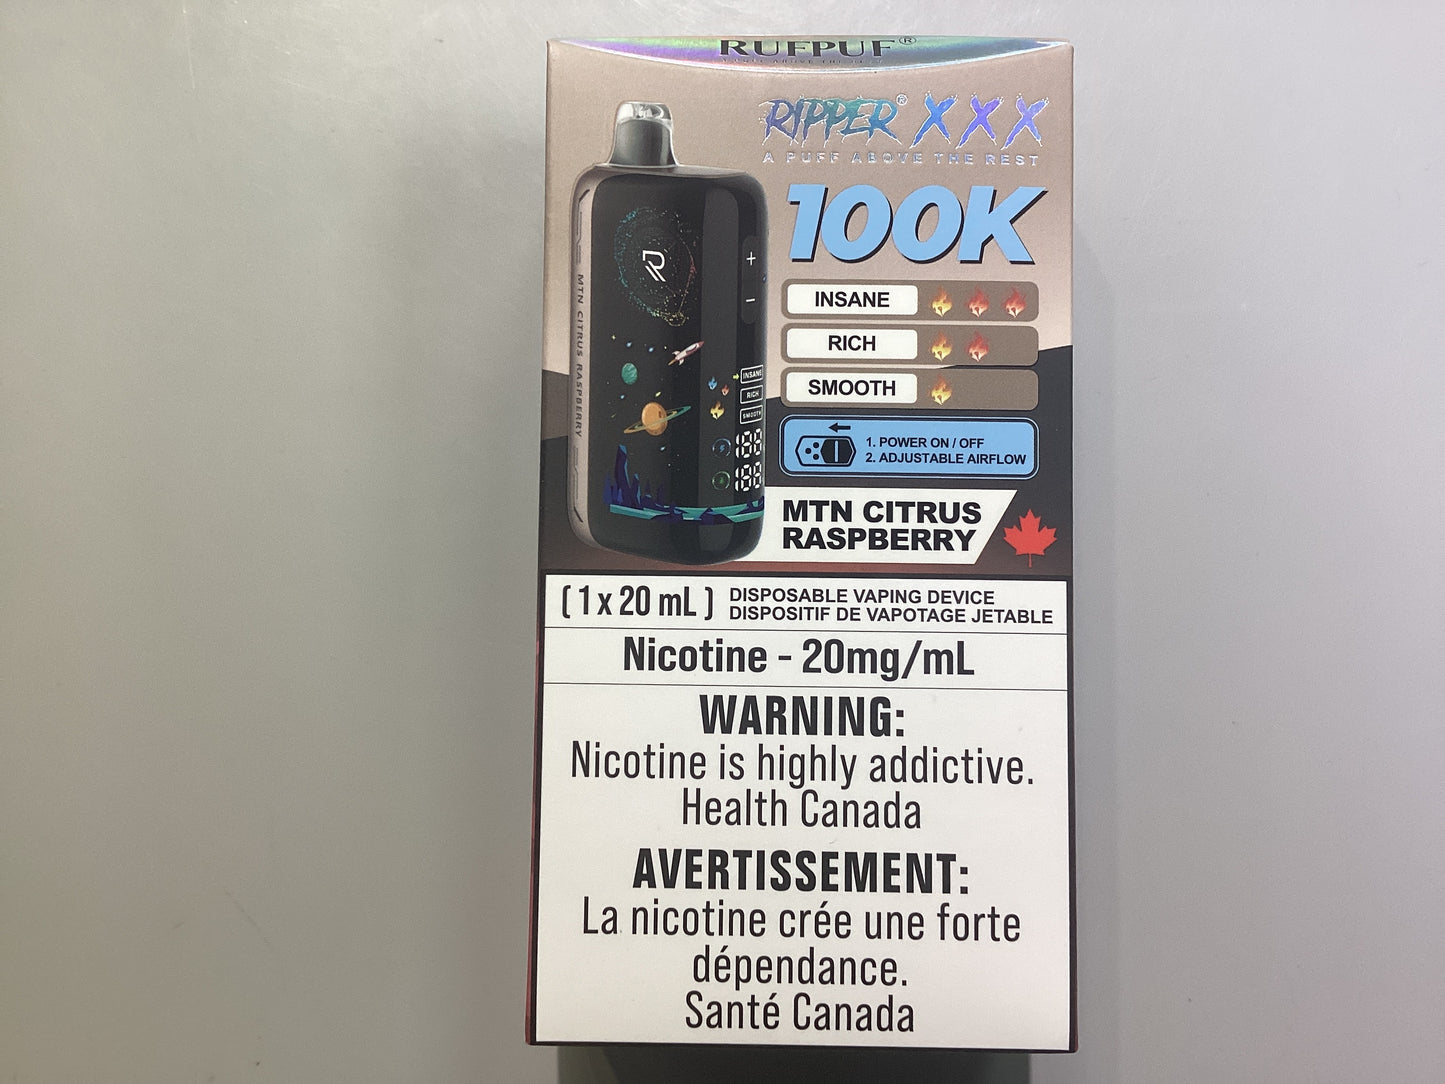 RUFPUF®
RIPPER® XXX
A PUFF ABOVE THE REST
100K
INSANE
RICH
SMOOTH
1. POWER ON / OFF
2. ADJUSTABLE AIRFLOW
MTN CITRUS
RASPBERRY
R
+
−
MTN CITRUS RASPBERRY
INSANE
RICH
SMOOTH
188
188
( 1 x 20 mL )
DISPOSABLE VAPING DEVICE
DISPOSITIF DE VAPOTAGE JETABLE
Nicotine - 20mg/mL
WARNING:
Nicotine is highly addictive.
Health Canada
AVERTISSEMENT:
La nicotine crée une forte
dépendance.
Santé Canada